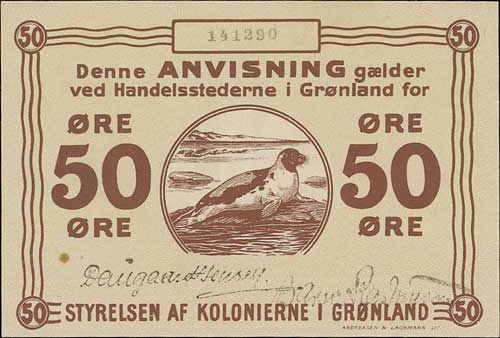 50 141290 50
Denne ANVISNING gælder
ved Handelsstederne i Grønland for
ØRE ØRE
50 50
ØRE ØRE
50 STYRELSEN AF KOLONIERNE I GRØNLAND 50
ANDREASEN & LACHMANN LIT.